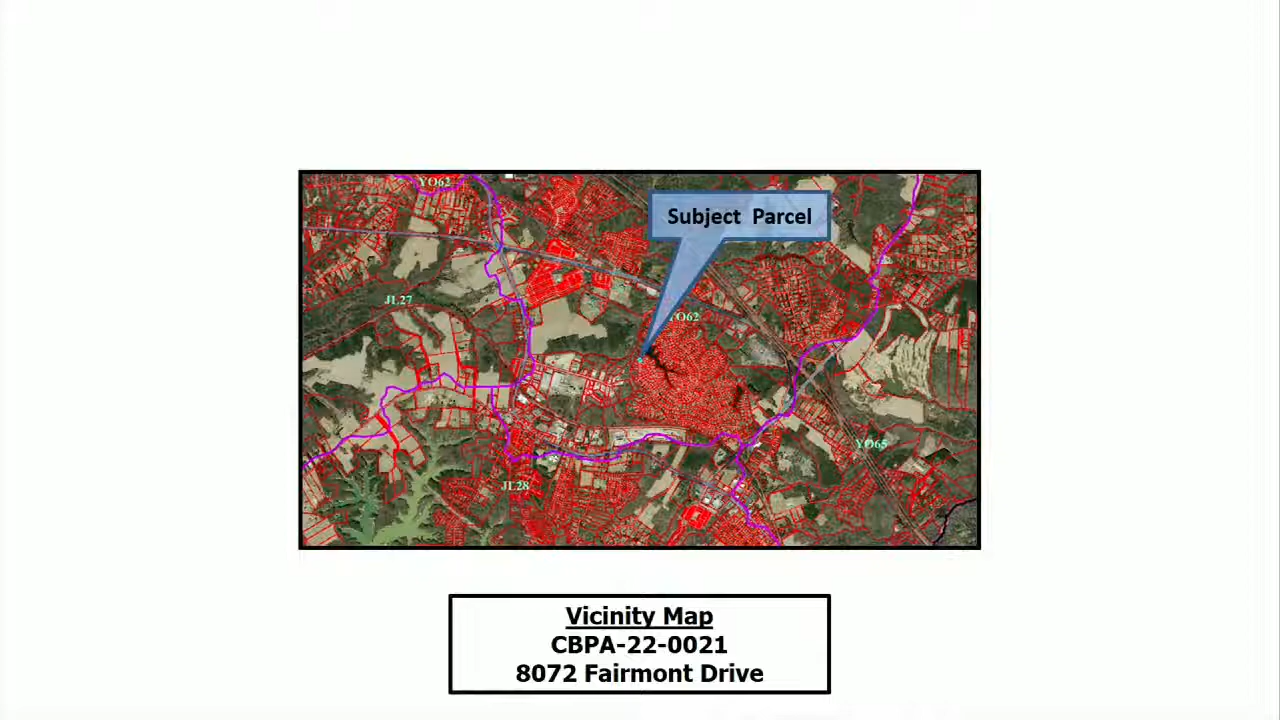 YO62
Subject Parcel
JL27
YO62
YO65
JL28
Vicinity Map
CBPA-22-0021
8072 Fairmont Drive